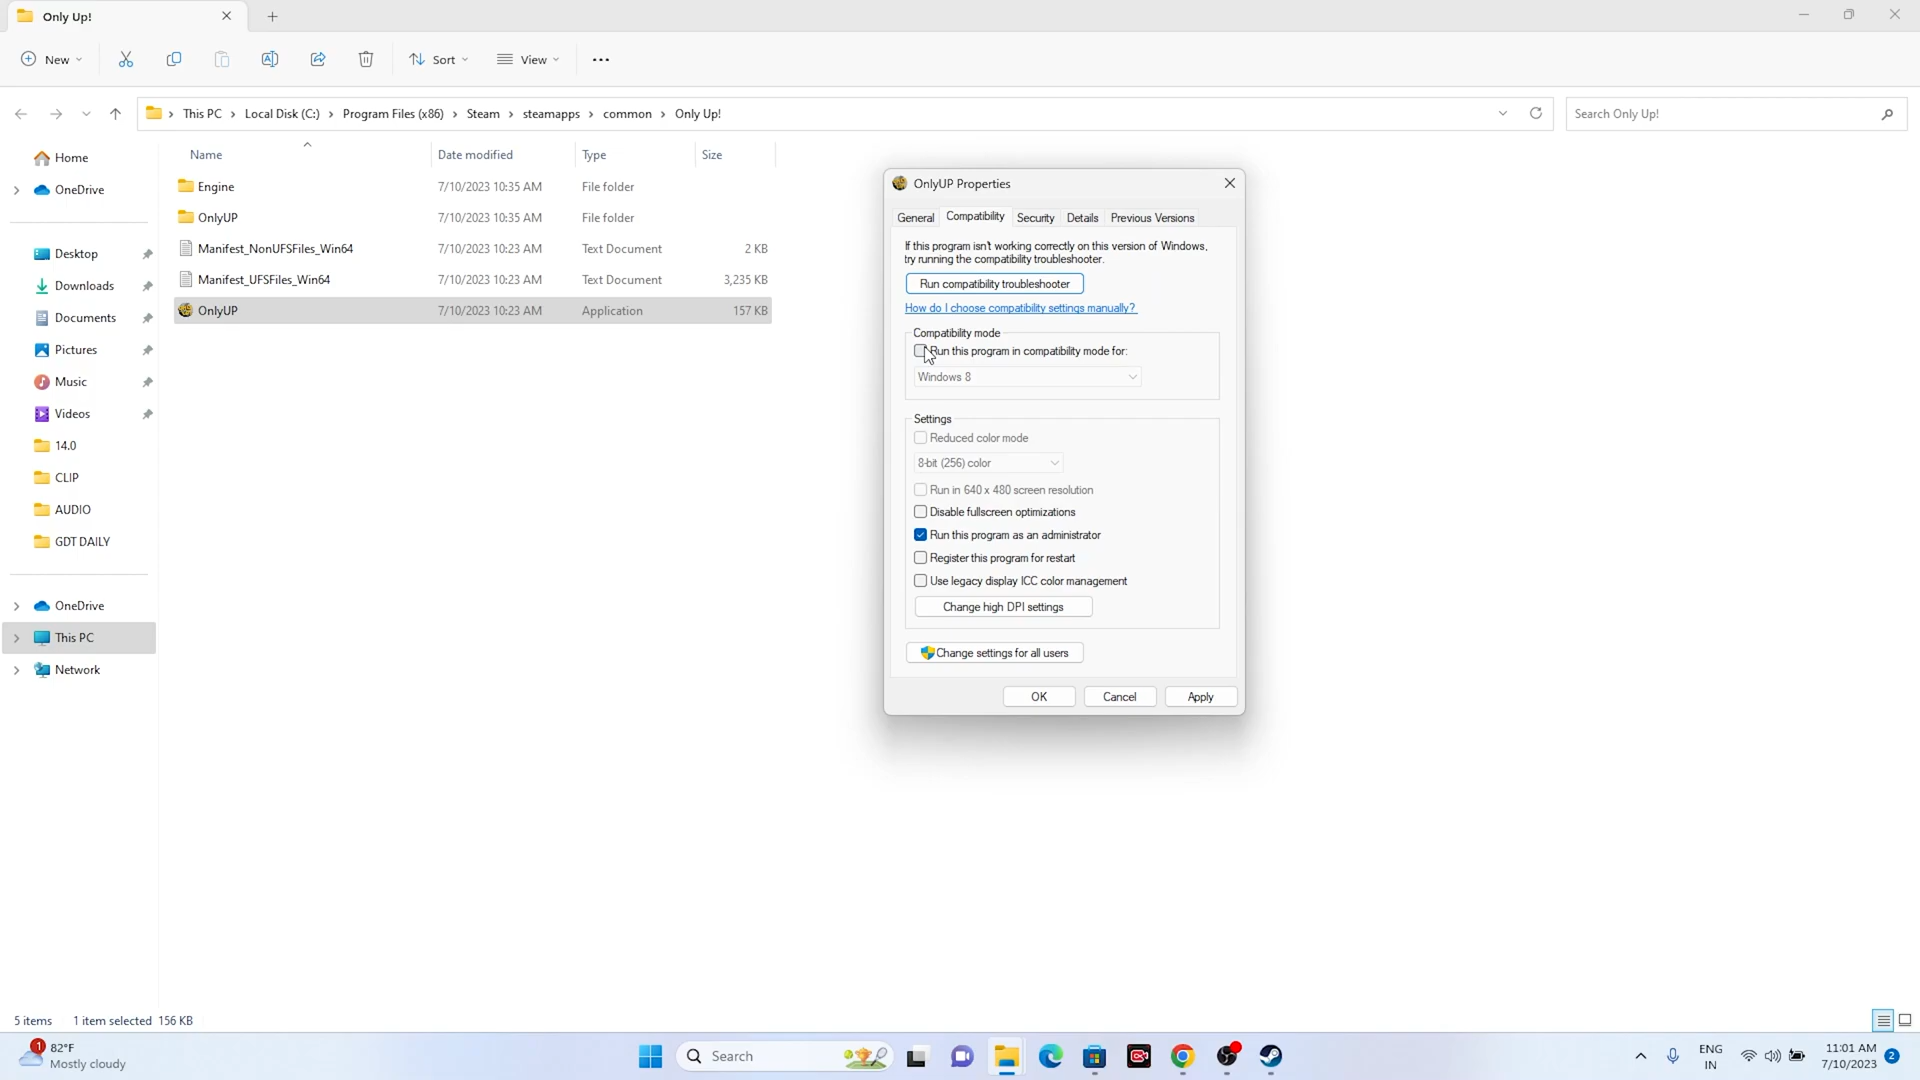 Only Up!
New
Sort
View
This PC
Local Disk (C:)
Program Files (x86)
Steam
steamapps
common
Only Up!
Search Only Up!
Name
Date modified
Type
Size
Engine
7/10/2023 10:35 AM
File folder
OnlyUP
7/10/2023 10:35 AM
File folder
Manifest_NonUFSFiles_Win64
7/10/2023 10:23 AM
Text Document
2 KB
Manifest_UFSFiles_Win64
7/10/2023 10:23 AM
Text Document
3,235 KB
OnlyUP
7/10/2023 10:23 AM
Application
157 KB
Home
OneDrive
Desktop
Downloads
Documents
Pictures
Music
Videos
14.0
CLIP
AUDIO
GDT DAILY
OneDrive
This PC
Network
OnlyUP Properties
General
Compatibility
Security
Details
Previous Versions
If this program isn't working correctly on this version of Windows,
try running the compatibility troubleshooter.
Run compatibility troubleshooter
How do I choose compatibility settings manually?
Compatibility mode
Run this program in compatibility mode for:
Windows 8
Settings
Reduced color mode
8-bit (256) color
Run in 640 x 480 screen resolution
Disable fullscreen optimizations
Run this program as an administrator
Register this program for restart
Use legacy display ICC color management
Change high DPI settings
Change settings for all users
OK
Cancel
Apply
5 items
1 item selected 156 KB
1
82°F
Mostly cloudy
Search
ENG
IN
11:01 AM
7/10/2023
2